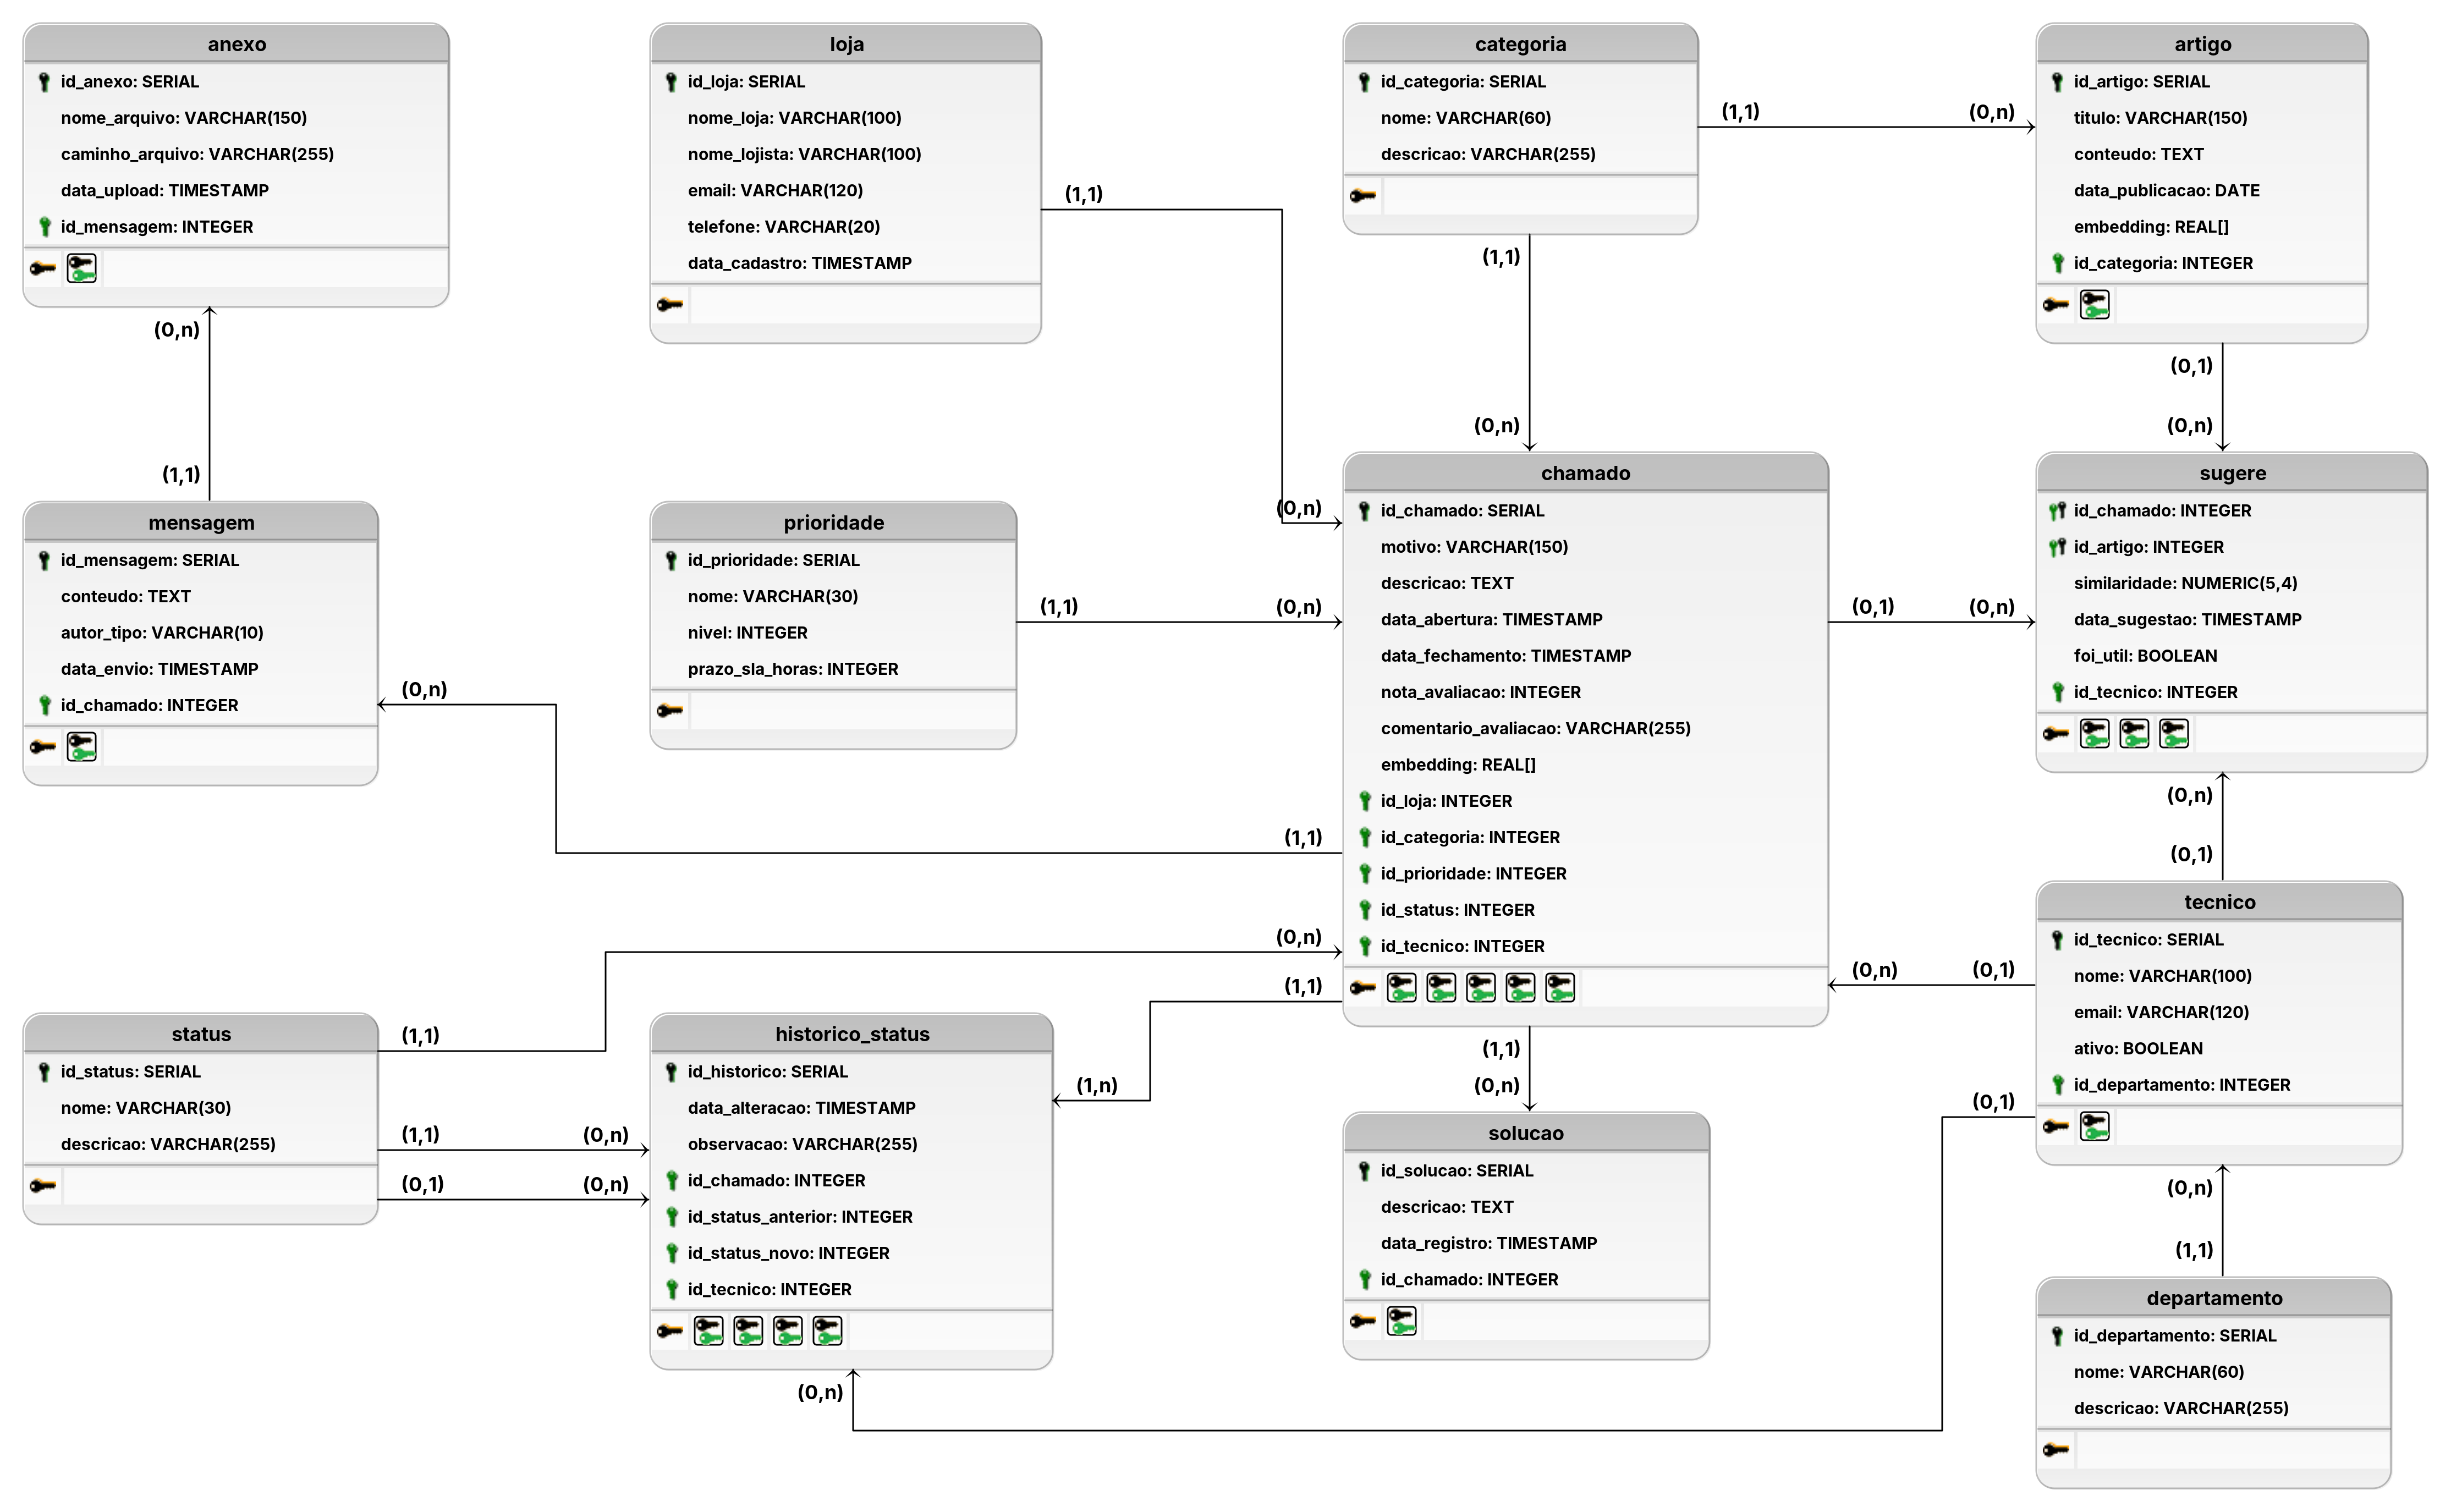 anexo
id_anexo: SERIAL
nome_arquivo: VARCHAR(150)
caminho_arquivo: VARCHAR(255)
data_upload: TIMESTAMP
id_mensagem: INTEGER
(0,n)
(1,1)
loja
id_loja: SERIAL
nome_loja: VARCHAR(100)
nome_lojista: VARCHAR(100)
email: VARCHAR(120)
telefone: VARCHAR(20)
data_cadastro: TIMESTAMP
(1,1)
(0,n)
categoria
id_categoria: SERIAL
nome: VARCHAR(60)
descricao: VARCHAR(255)
(1,1)
(0,n)
(1,1)
(0,n)
artigo
id_artigo: SERIAL
titulo: VARCHAR(150)
conteudo: TEXT
data_publicacao: DATE
embedding: REAL[]
id_categoria: INTEGER
(0,1)
(0,n)
mensagem
id_mensagem: SERIAL
conteudo: TEXT
autor_tipo: VARCHAR(10)
data_envio: TIMESTAMP
id_chamado: INTEGER
(0,n)
(1,1)
prioridade
id_prioridade: SERIAL
nome: VARCHAR(30)
nivel: INTEGER
prazo_sla_horas: INTEGER
(1,1)
(0,n)
chamado
id_chamado: SERIAL
motivo: VARCHAR(150)
descricao: TEXT
data_abertura: TIMESTAMP
data_fechamento: TIMESTAMP
nota_avaliacao: INTEGER
comentario_avaliacao: VARCHAR(255)
embedding: REAL[]
id_loja: INTEGER
id_categoria: INTEGER
id_prioridade: INTEGER
id_status: INTEGER
id_tecnico: INTEGER
(0,1)
(0,n)
sugere
id_chamado: INTEGER
id_artigo: INTEGER
similaridade: NUMERIC(5,4)
data_sugestao: TIMESTAMP
foi_util: BOOLEAN
id_tecnico: INTEGER
(0,n)
(0,1)
tecnico
id_tecnico: SERIAL
nome: VARCHAR(100)
email: VARCHAR(120)
ativo: BOOLEAN
id_departamento: INTEGER
(0,n)
(0,1)
(0,1)
(0,n)
(1,1)
status
id_status: SERIAL
nome: VARCHAR(30)
descricao: VARCHAR(255)
(1,1)
(0,n)
(1,1)
(0,n)
(0,1)
(0,n)
historico_status
id_historico: SERIAL
data_alteracao: TIMESTAMP
observacao: VARCHAR(255)
id_chamado: INTEGER
id_status_anterior: INTEGER
id_status_novo: INTEGER
id_tecnico: INTEGER
(1,1)
(1,n)
(0,n)
(1,1)
(0,n)
solucao
id_solucao: SERIAL
descricao: TEXT
data_registro: TIMESTAMP
id_chamado: INTEGER
departamento
id_departamento: SERIAL
nome: VARCHAR(60)
descricao: VARCHAR(255)